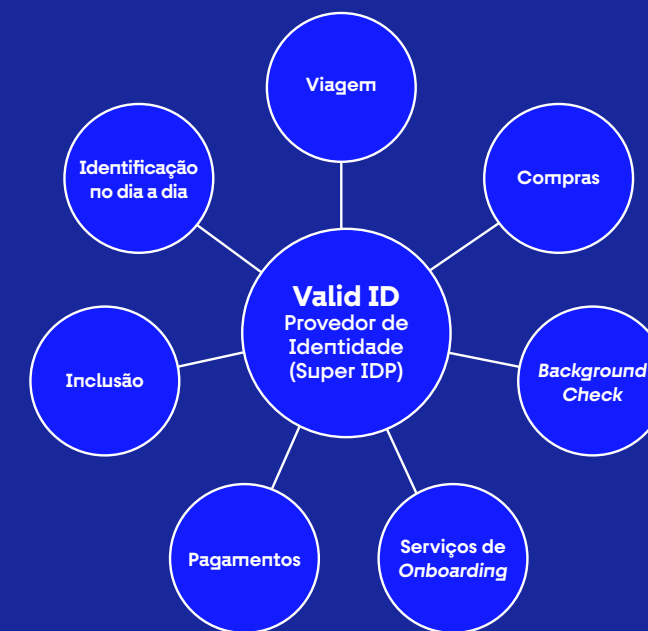 Viagem
Identificação
no dia a dia
Compras
Valid ID
Provedor de
Identidade
(Super IDP)
Inclusão
Background
Check
Pagamentos
Serviços de
Onboarding